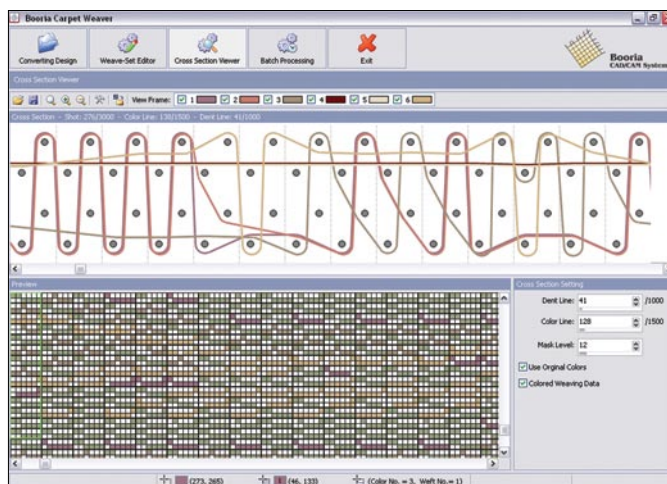 Booria Carpet Weaver
Converting Design
Weave-Set Editor
Cross Section Viewer
Batch Processing
Exit
Booria
CAD/CAM System
Cross Section Viewer
View Frame: 1 2 3 4 5 6
Cross Section - Shot: 276/3000 - Color Line: 138/1500 - Dent Line: 41/1000
Preview
Cross Section Setting
Dent Line: 41 /1000
Color Line: 128 /1500
Mask Level: 12
Use Orginal Colors
Colored Weaving Data
(273, 265) (46, 133) (Color No. = 3, Weft No.= 1)